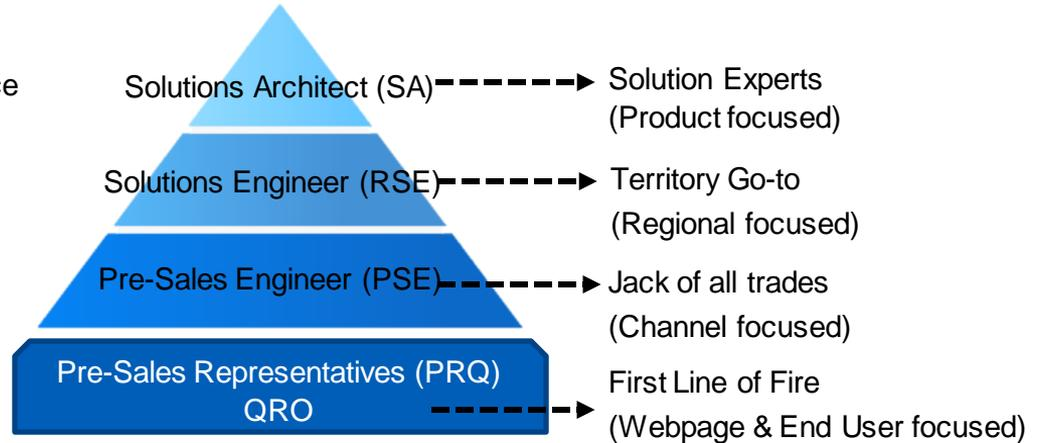 Solutions Architect (SA)
Solution Experts
(Product focused)
Solutions Engineer (RSE)
Territory Go-to
(Regional focused)
Pre-Sales Engineer (PSE)
Jack of all trades
(Channel focused)
Pre-Sales Representatives (PRQ)
QRO
First Line of Fire
(Webpage & End User focused)